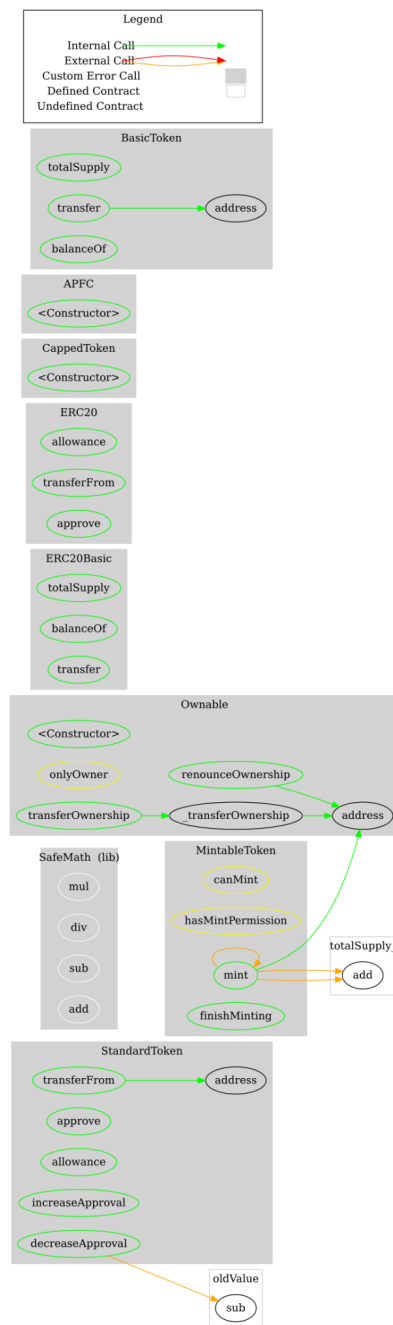 Legend
Internal Call
External Call
Custom Error Call
Defined Contract
Undefined Contract
BasicToken
totalSupply
transfer
address
balanceOf
APFC
<Constructor>
CappedToken
<Constructor>
ERC20
allowance
transferFrom
approve
ERC20Basic
totalSupply
balanceOf
transfer
Ownable
<Constructor>
onlyOwner
renounceOwnership
transferOwnership
_transferOwnership
address
SafeMath  (lib)
mul
div
sub
add
MintableToken
canMint
hasMintPermission
mint
finishMinting
totalSupply_
add
StandardToken
transferFrom
address
approve
allowance
increaseApproval
decreaseApproval
oldValue
sub